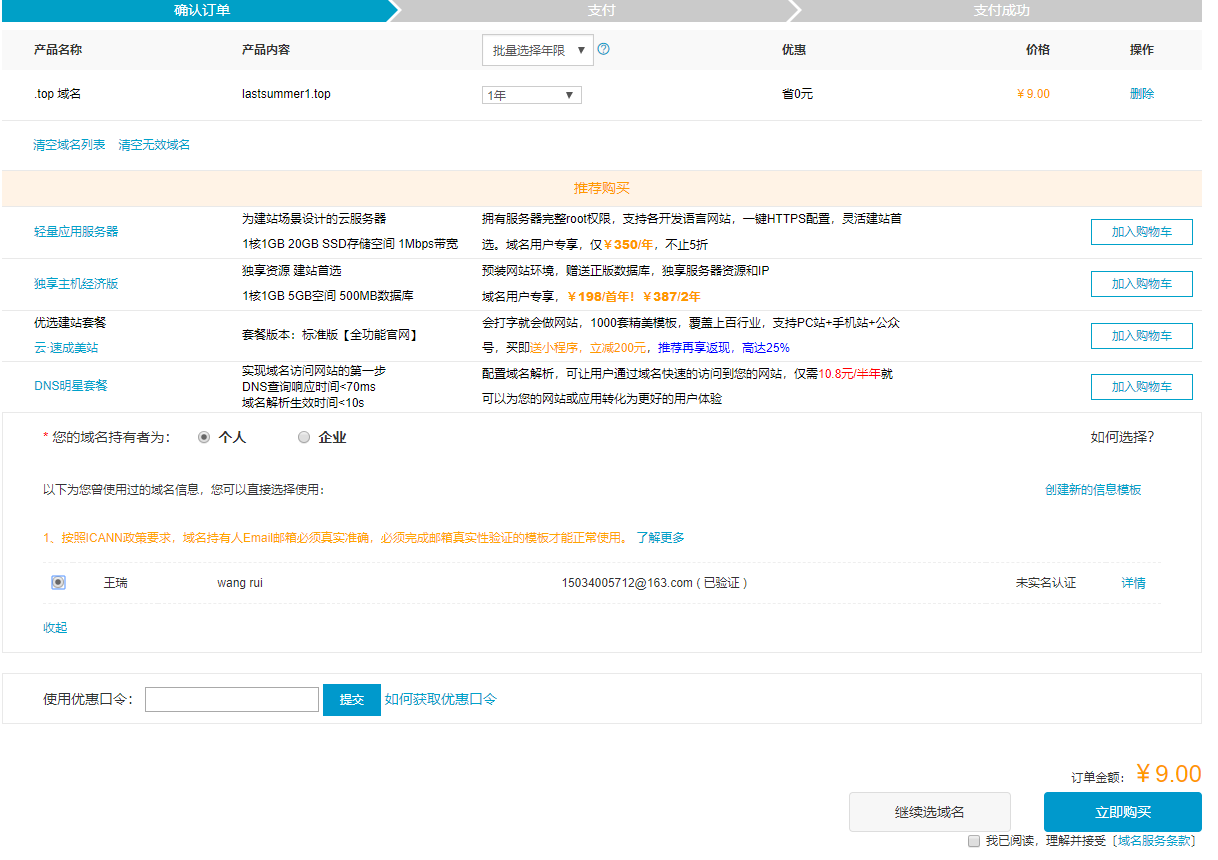 确认订单 支付 支付成功
产品名称 产品内容 批量选择年限 ▼ ? 优惠 价格 操作
.top 域名 lastsummer1.top 1年 ▼ 省0元 ￥9.00 删除
清空域名列表 清空无效域名
推荐购买
轻量应用服务器
为建站场景设计的云服务器
1核1GB 20GB SSD存储空间 1Mbps带宽
拥有服务器完整root权限，支持各开发语言网站，一键HTTPS配置，灵活建站首
选。域名用户专享，仅￥350/年，不止5折
加入购物车
独享主机经济版
独享资源 建站首选
1核1GB 5GB空间 500MB数据库
预装网站环境，赠送正版数据库，独享服务器资源和IP
域名用户专享，￥198/首年！￥387/2年
加入购物车
优选建站套餐
云·速成美站
套餐版本：标准版【全功能官网】
会打字就会做网站，1000套精美模板，覆盖上百行业，支持PC站+手机站+公众
号，买即送小程序，立减200元，推荐再享返现，高达25%
加入购物车
DNS明星套餐
实现域名访问网站的第一步
DNS查询响应时间<70ms
域名解析生效时间<10s
配置域名解析，可让用户通过域名快速的访问到您的网站，仅需10.8元/半年就
可以为您的网站或应用转化为更好的用户体验
加入购物车
* 您的域名持有者为： 个人 企业 如何选择?
以下为您曾使用过的域名信息，您可以直接选择使用： 创建新的信息模板
1、按照ICANN政策要求，域名持有人Email邮箱必须真实准确，必须完成邮箱真实性验证的模板才能正常使用。 了解更多
王瑞 wang rui 15034005712@163.com ( 已验证 ) 未实名认证 详情
收起
使用优惠口令： 提交 如何获取优惠口令
订单金额： ￥9.00
继续选域名 立即购买
我已阅读，理解并接受〔域名服务条款〕